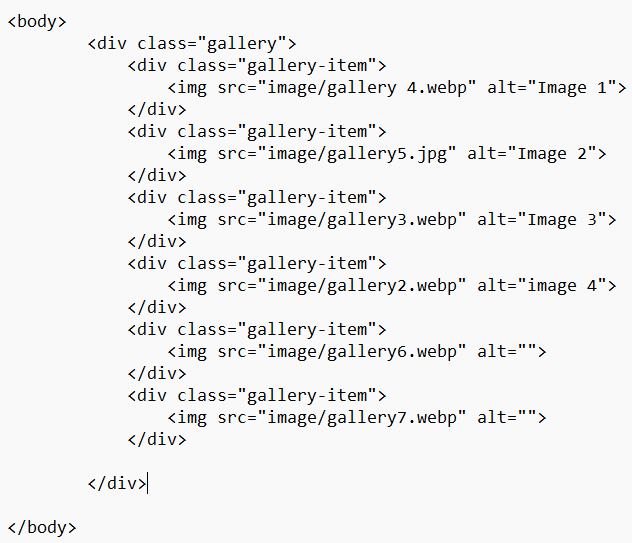 <body>
<div class="gallery">
<div class="gallery-item">
<img src="image/gallery 4.webp" alt="Image 1">
</div>
<div class="gallery-item">
<img src="image/gallery5.jpg" alt="Image 2">
</div>
<div class="gallery-item">
<img src="image/gallery3.webp" alt="Image 3">
</div>
<div class="gallery-item">
<img src="image/gallery2.webp" alt="image 4">
</div>
<div class="gallery-item">
<img src="image/gallery6.webp" alt="">
</div>
<div class="gallery-item">
<img src="image/gallery7.webp" alt="">
</div>
</div>
</body>